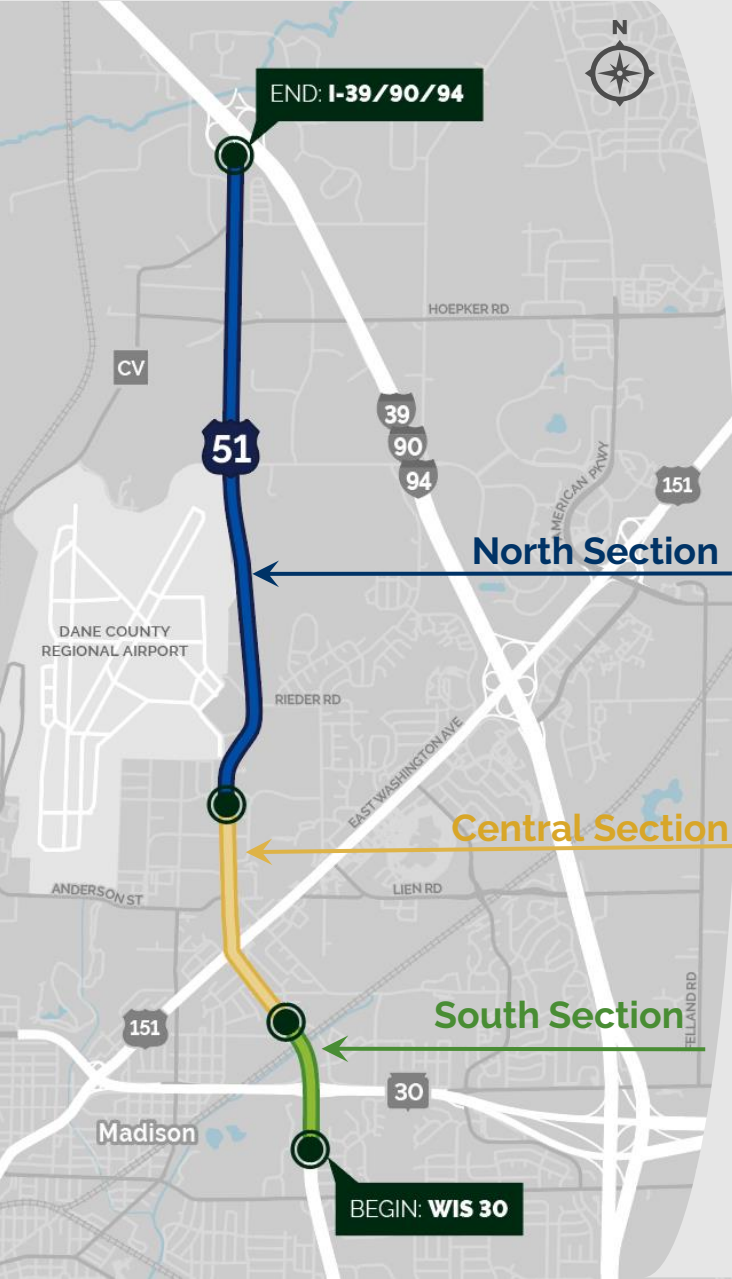 N
END: I-39/90/94
HOEPKER RD
CV
39
90
94
51
151
AMERICAN PKWY
North Section
DANE COUNTY
REGIONAL AIRPORT
RIEDER RD
EAST WASHINGTON AVE
Central Section
ANDERSON ST
LIEN RD
FELLAND RD
South Section
151
30
Madison
BEGIN: WIS 30